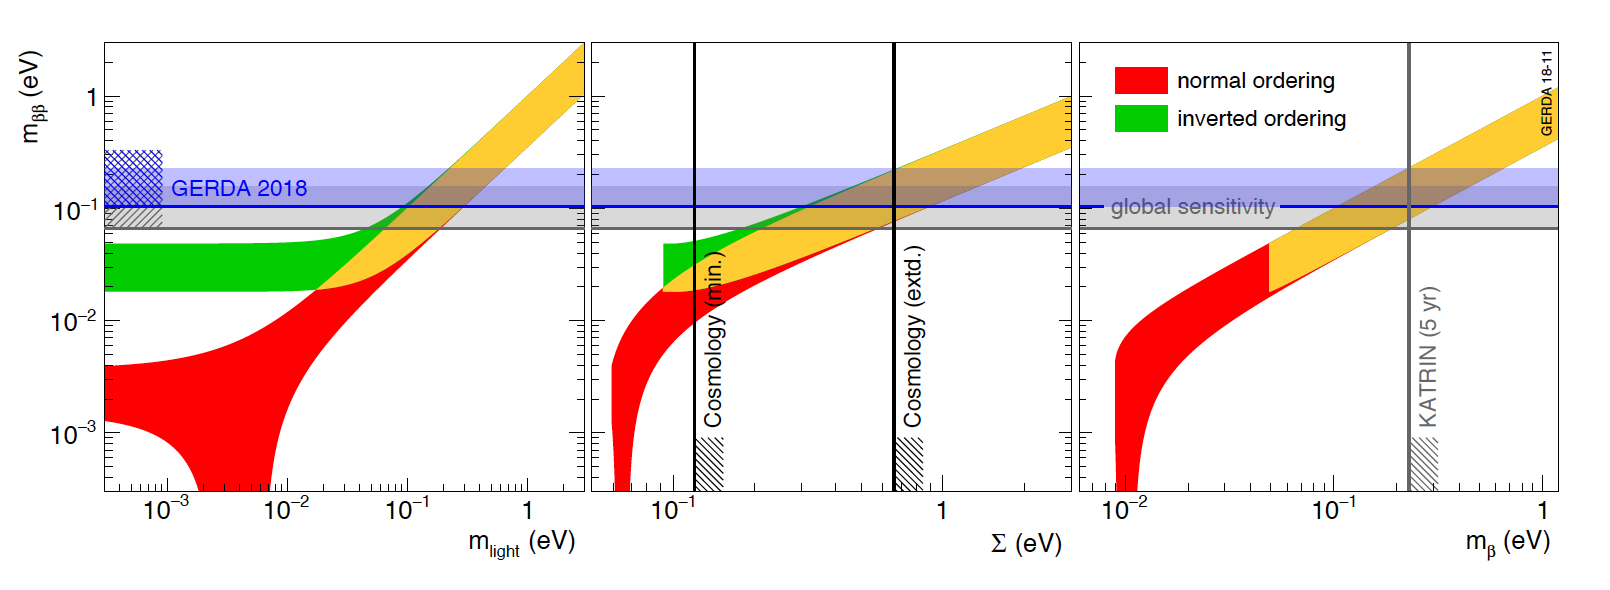 m_ββ (eV)
1
10⁻¹
10⁻²
10⁻³
GERDA 2018
10⁻³ 10⁻² 10⁻¹ 1
m_light (eV)
Cosmology (min.)
Cosmology (extd.)
10⁻¹ 1
Σ (eV)
normal ordering
inverted ordering
GERDA 18-11
global sensitivity
KATRIN (5 yr)
10⁻² 10⁻¹ 1
m_β (eV)